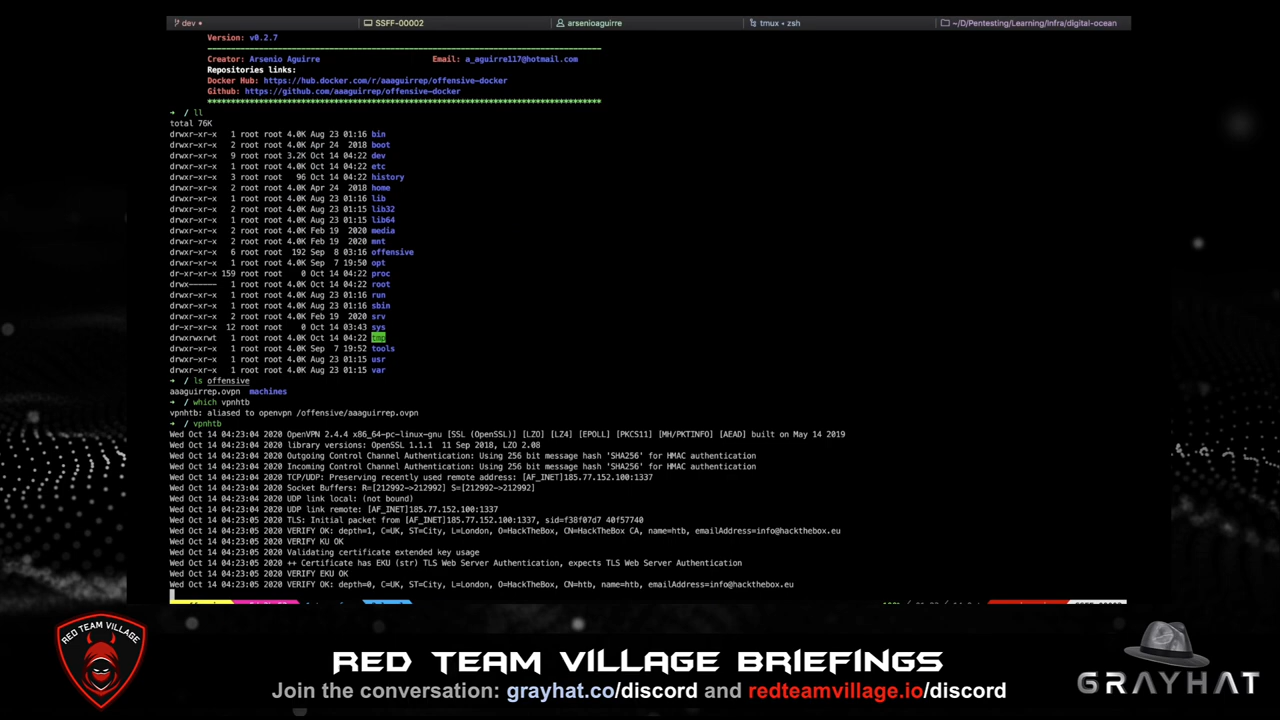 dev •
SSFF-00002
arsenioaguirre
tmux • zsh
~/D/Pentesting/Learning/Infra/digital-ocean
Version: v0.2.7
Creator: Arsenio Aguirre Email: a_aguirre117@hotmail.com
Repositories links:
Docker Hub: https://hub.docker.com/r/aaaguirrep/offensive-docker
Github: https://github.com/aaaguirrep/offensive-docker
➜ / ll
total 76K
drwxr-xr-x 1 root root 4.0K Aug 23 01:16 bin
drwxr-xr-x 2 root root 4.0K Apr 24 2018 boot
drwxr-xr-x 9 root root 3.2K Oct 14 04:22 dev
drwxr-xr-x 1 root root 4.0K Oct 14 04:22 etc
drwxr-xr-x 3 root root 96 Oct 14 04:22 history
drwxr-xr-x 2 root root 4.0K Apr 24 2018 home
drwxr-xr-x 1 root root 4.0K Aug 23 01:16 lib
drwxr-xr-x 2 root root 4.0K Aug 23 01:15 lib32
drwxr-xr-x 1 root root 4.0K Aug 23 01:15 lib64
drwxr-xr-x 2 root root 4.0K Feb 19 2020 media
drwxr-xr-x 2 root root 4.0K Feb 19 2020 mnt
drwxr-xr-x 6 root root 192 Sep 8 03:16 offensive
drwxr-xr-x 1 root root 4.0K Sep 7 19:50 opt
dr-xr-xr-x 159 root root 0 Oct 14 04:22 proc
drwx------ 1 root root 4.0K Oct 14 04:22 root
drwxr-xr-x 1 root root 4.0K Aug 23 01:16 run
drwxr-xr-x 1 root root 4.0K Aug 23 01:16 sbin
drwxr-xr-x 2 root root 4.0K Feb 19 2020 srv
dr-xr-xr-x 12 root root 0 Oct 14 03:43 sys
drwxrwxrwt 1 root root 4.0K Oct 14 04:22 tmp
drwxr-xr-x 1 root root 4.0K Sep 7 19:52 tools
drwxr-xr-x 1 root root 4.0K Aug 23 01:15 usr
drwxr-xr-x 1 root root 4.0K Aug 23 01:15 var
➜ / ls offensive
aaaguirrep.ovpn machines
➜ / which vpnhtb
vpnhtb: aliased to openvpn /offensive/aaaguirrep.ovpn
➜ / vpnhtb
Wed Oct 14 04:23:04 2020 OpenVPN 2.4.4 x86_64-pc-linux-gnu [SSL (OpenSSL)] [LZO] [LZ4] [EPOLL] [PKCS11] [MH/PKTINFO] [AEAD] built on May 14 2019
Wed Oct 14 04:23:04 2020 library versions: OpenSSL 1.1.1 11 Sep 2018, LZO 2.08
Wed Oct 14 04:23:04 2020 Outgoing Control Channel Authentication: Using 256 bit message hash 'SHA256' for HMAC authentication
Wed Oct 14 04:23:04 2020 Incoming Control Channel Authentication: Using 256 bit message hash 'SHA256' for HMAC authentication
Wed Oct 14 04:23:04 2020 TCP/UDP: Preserving recently used remote address: [AF_INET]185.77.152.100:1337
Wed Oct 14 04:23:04 2020 Socket Buffers: R=[212992->212992] S=[212992->212992]
Wed Oct 14 04:23:04 2020 UDP link local: (not bound)
Wed Oct 14 04:23:04 2020 UDP link remote: [AF_INET]185.77.152.100:1337
Wed Oct 14 04:23:05 2020 TLS: Initial packet from [AF_INET]185.77.152.100:1337, sid=f38f07d7 40f57740
Wed Oct 14 04:23:05 2020 VERIFY OK: depth=1, C=UK, ST=City, L=London, O=HackTheBox, CN=HackTheBox CA, name=htb, emailAddress=info@hackthebox.eu
Wed Oct 14 04:23:05 2020 VERIFY KU OK
Wed Oct 14 04:23:05 2020 Validating certificate extended key usage
Wed Oct 14 04:23:05 2020 ++ Certificate has EKU (str) TLS Web Server Authentication, expects TLS Web Server Authentication
Wed Oct 14 04:23:05 2020 VERIFY EKU OK
Wed Oct 14 04:23:05 2020 VERIFY OK: depth=0, C=UK, ST=City, L=London, O=HackTheBox, CN=htb, name=htb, emailAddress=info@hackthebox.eu
RED TEAM VILLAGE
RED TEAM VILLAGE BRIEFINGS
Join the conversation: grayhat.co/discord and redteamvillage.io/discord
GRAYHAT